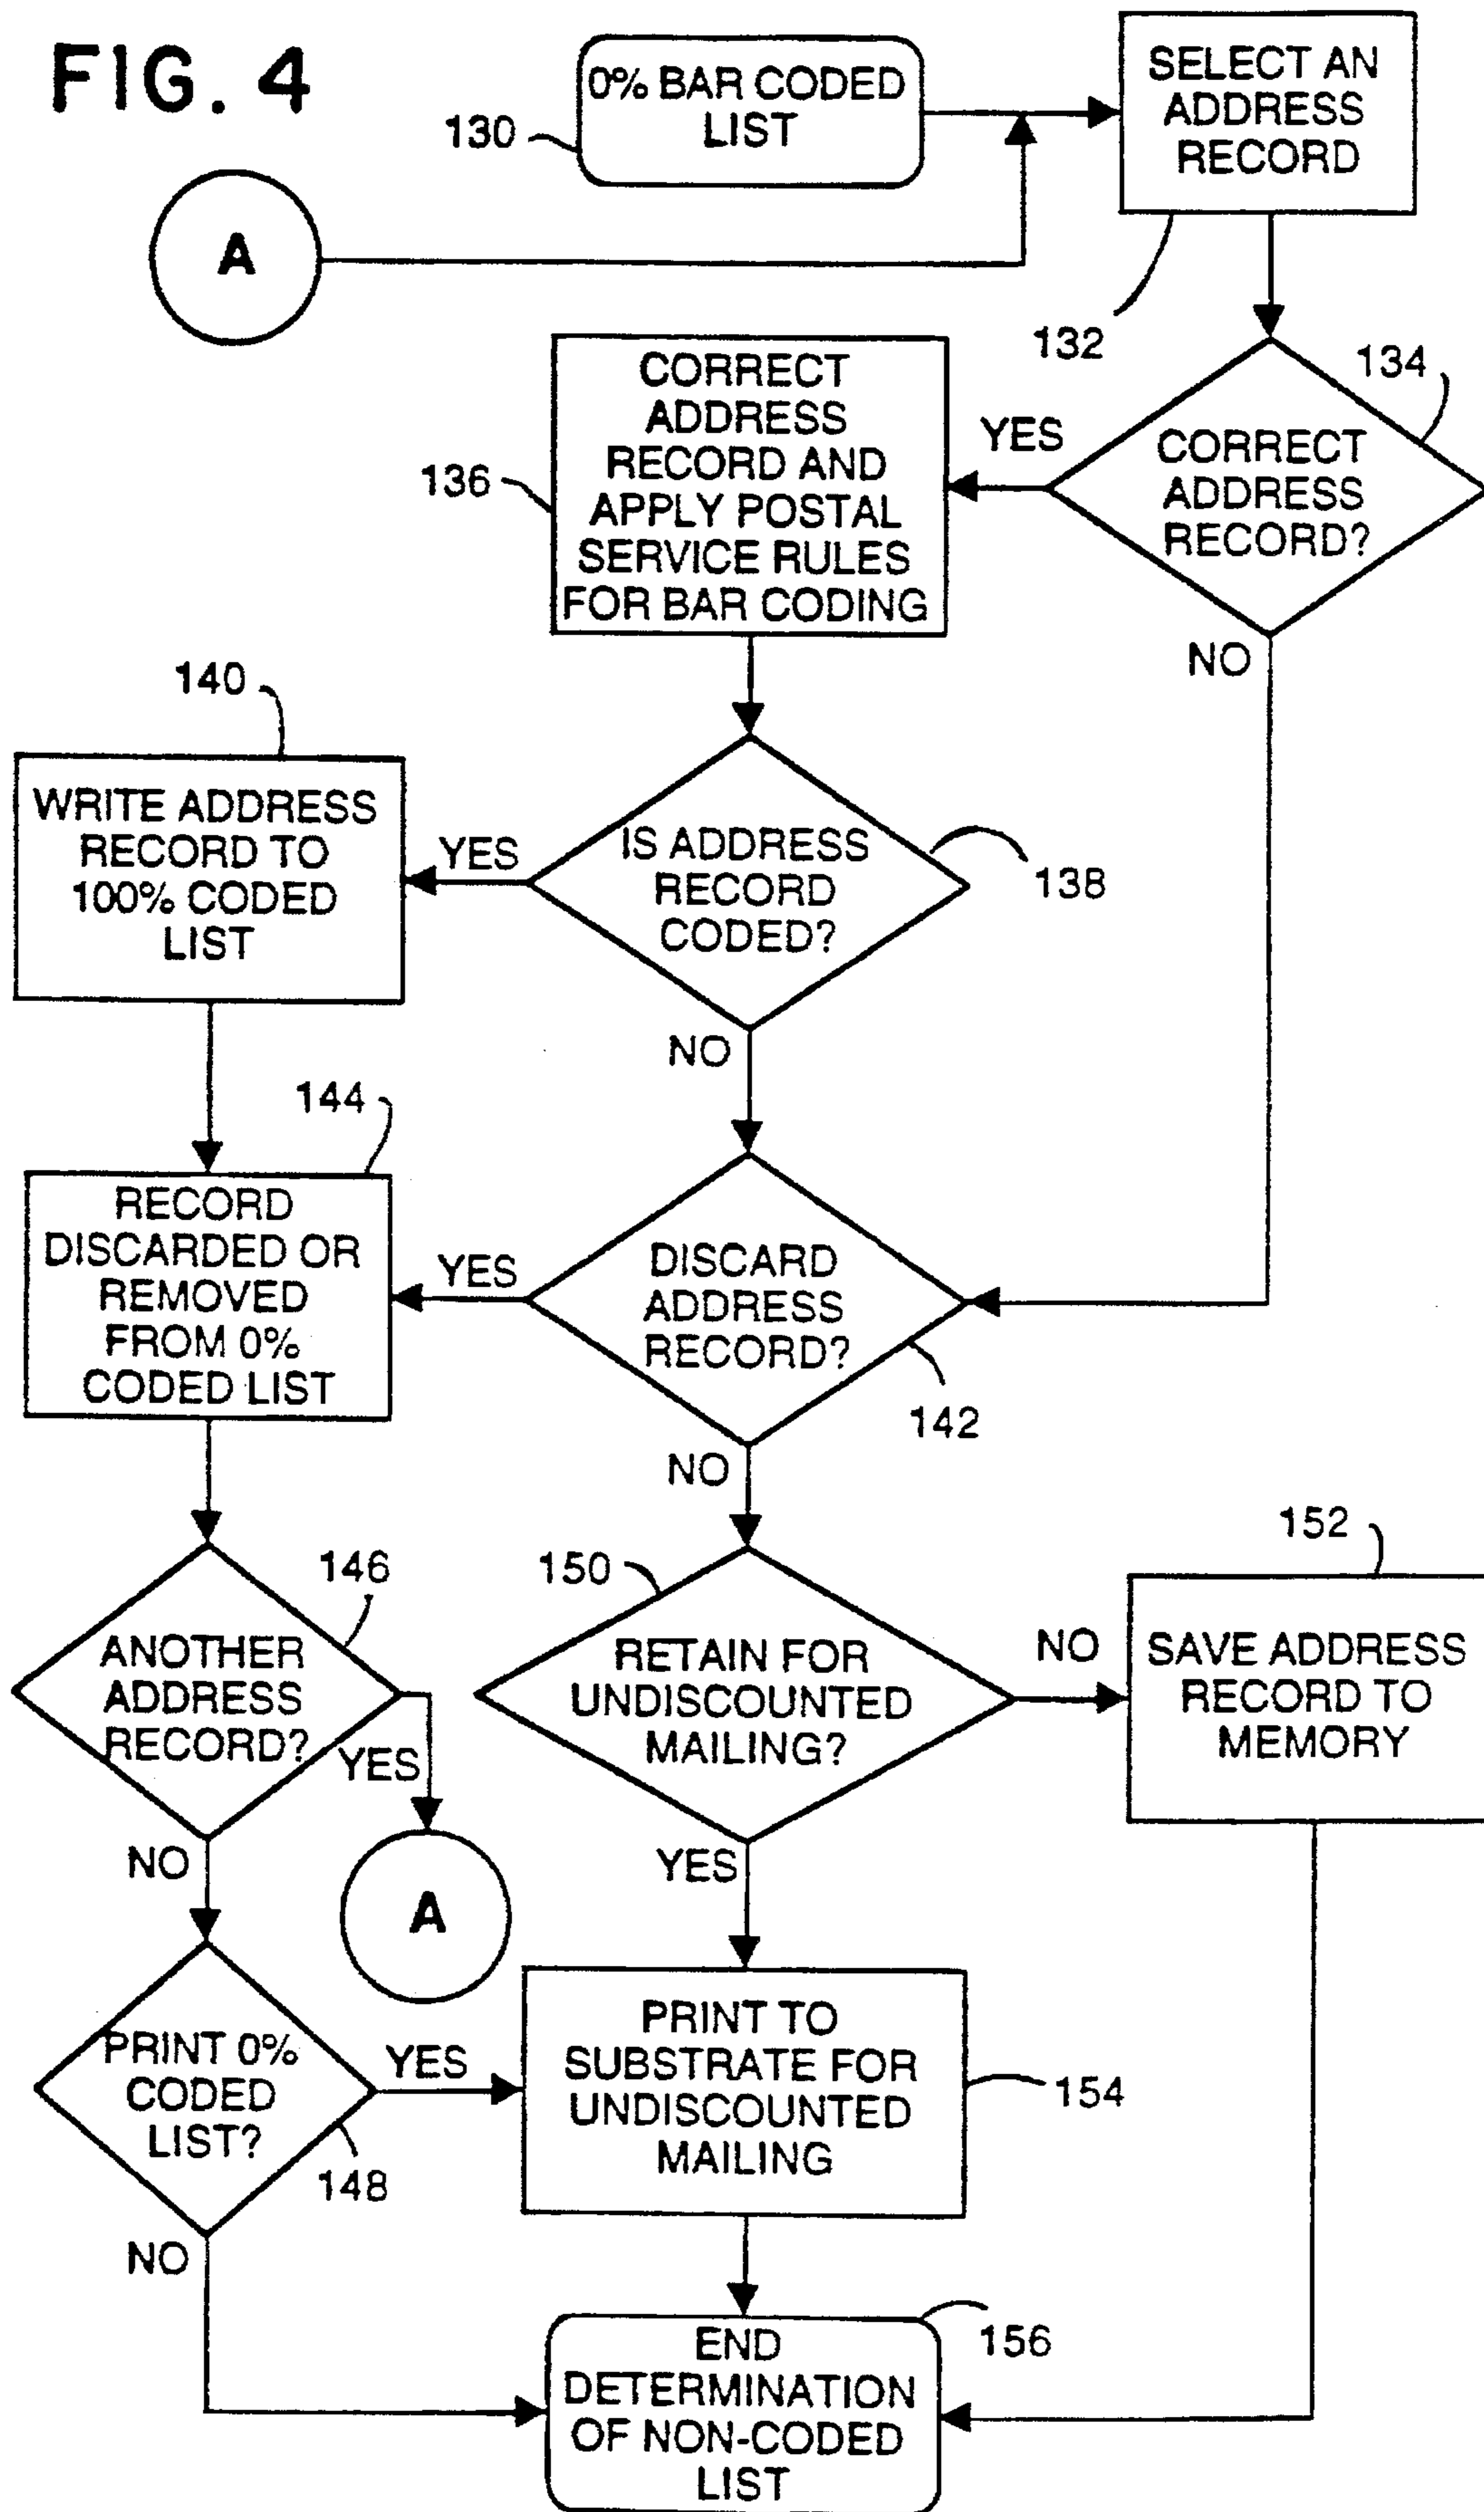 FIG. 4
0% BAR CODED
LIST
130
SELECT AN
ADDRESS
RECORD
132
A
CORRECT
ADDRESS
RECORD?
134
YES
NO
CORRECT
ADDRESS
RECORD AND
APPLY POSTAL
SERVICE RULES
FOR BAR CODING
136
IS ADDRESS
RECORD
CODED?
138
YES
NO
WRITE ADDRESS
RECORD TO
100% CODED
LIST
140
DISCARD
ADDRESS
RECORD?
142
YES
NO
RECORD
DISCARDED OR
REMOVED
FROM 0%
CODED LIST
144
ANOTHER
ADDRESS
RECORD?
146
YES
NO
A
RETAIN FOR
UNDISCOUNTED
MAILING?
150
NO
YES
SAVE ADDRESS
RECORD TO
MEMORY
152
PRINT 0%
CODED
LIST?
148
YES
NO
PRINT TO
SUBSTRATE FOR
UNDISCOUNTED
MAILING
154
END
DETERMINATION
OF NON-CODED
LIST
156